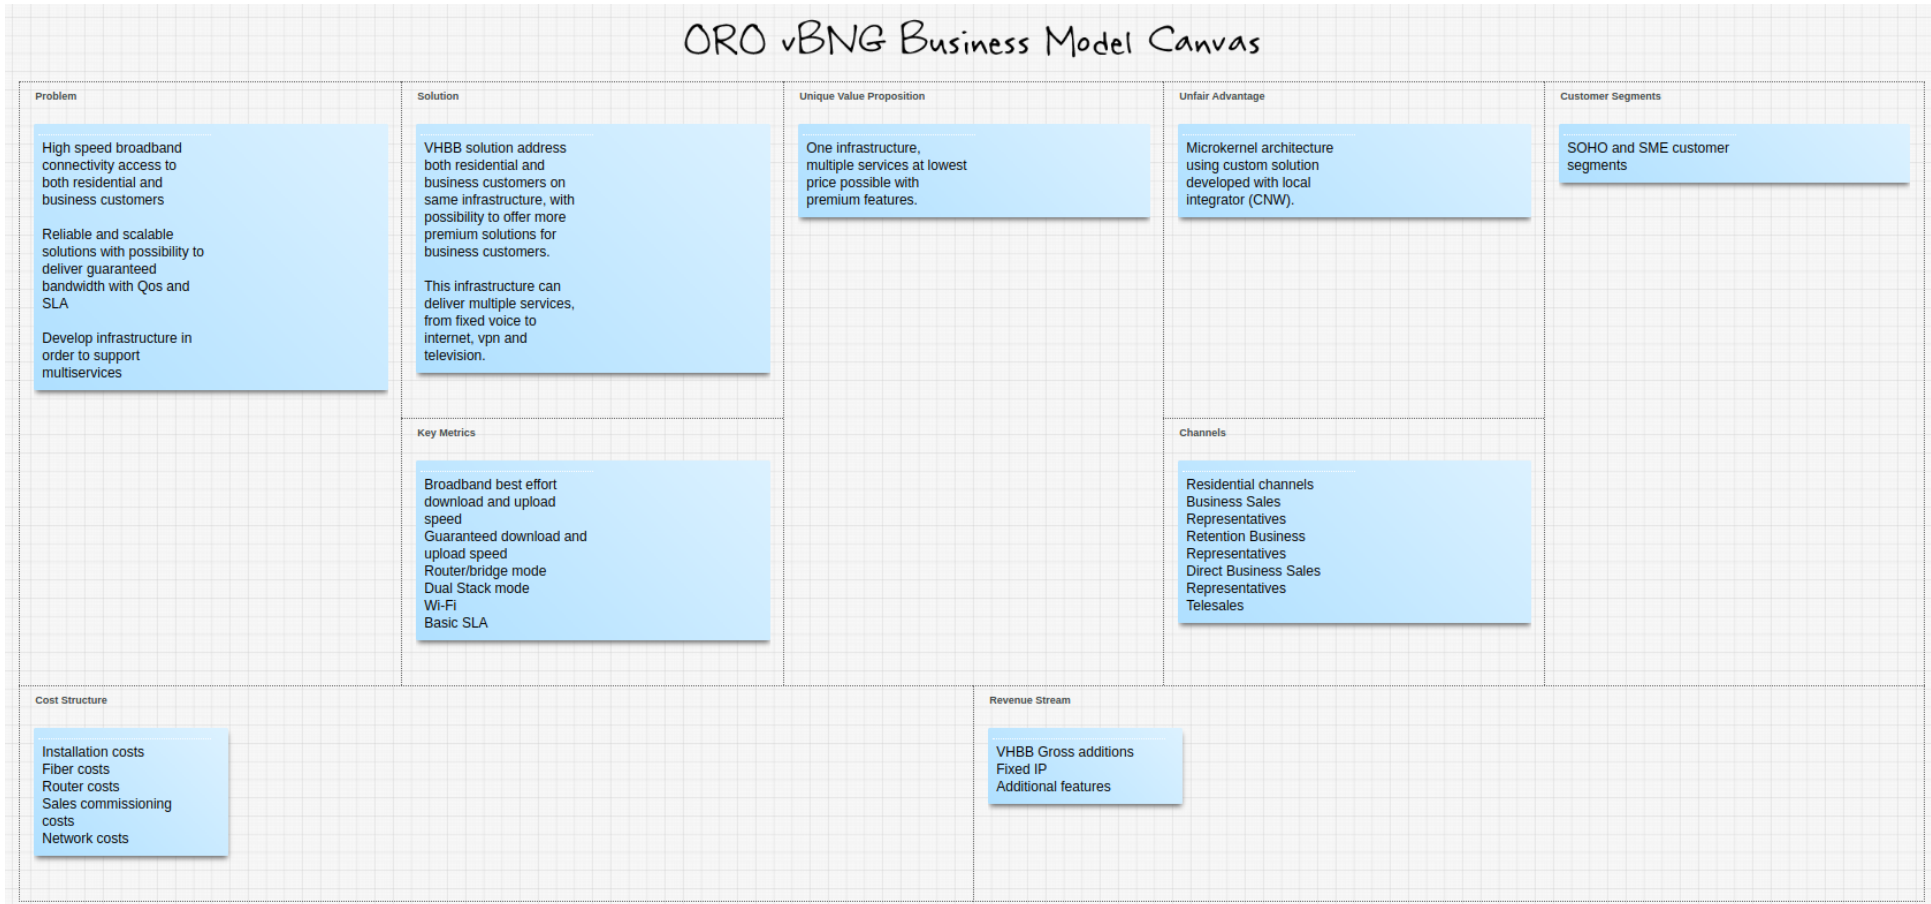 ORO vBNG Business Model Canvas
Problem
High speed broadband
connectivity access to
both residential and
business customers
Reliable and scalable
solutions with possibility to
deliver guaranteed
bandwidth with Qos and
SLA
Develop infrastructure in
order to support
multiservices
Solution
VHBB solution address
both residential and
business customers on
same infrastructure, with
possibility to offer more
premium solutions for
business customers.
This infrastructure can
deliver multiple services,
from fixed voice to
internet, vpn and
television.
Key Metrics
Broadband best effort
download and upload
speed
Guaranteed download and
upload speed
Router/bridge mode
Dual Stack mode
Wi-Fi
Basic SLA
Unique Value Proposition
One infrastructure,
multiple services at lowest
price possible with
premium features.
Unfair Advantage
Microkernel architecture
using custom solution
developed with local
integrator (CNW).
Channels
Residential channels
Business Sales
Representatives
Retention Business
Representatives
Direct Business Sales
Representatives
Telesales
Customer Segments
SOHO and SME customer
segments
Cost Structure
Installation costs
Fiber costs
Router costs
Sales commissioning
costs
Network costs
Revenue Stream
VHBB Gross additions
Fixed IP
Additional features